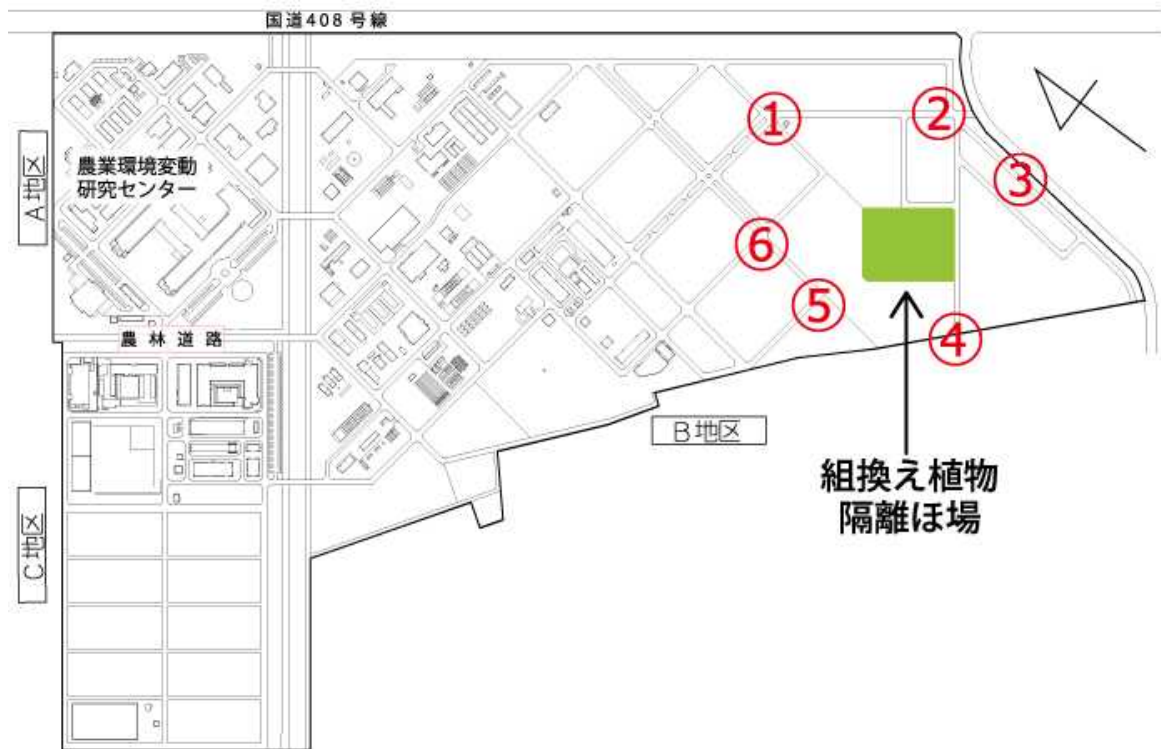 国道408号線
①
②
農業環境変動
研究センター
A地区
③
⑥
⑤
農林道路
④
B地区
組換え植物
隔離ほ場
C地区